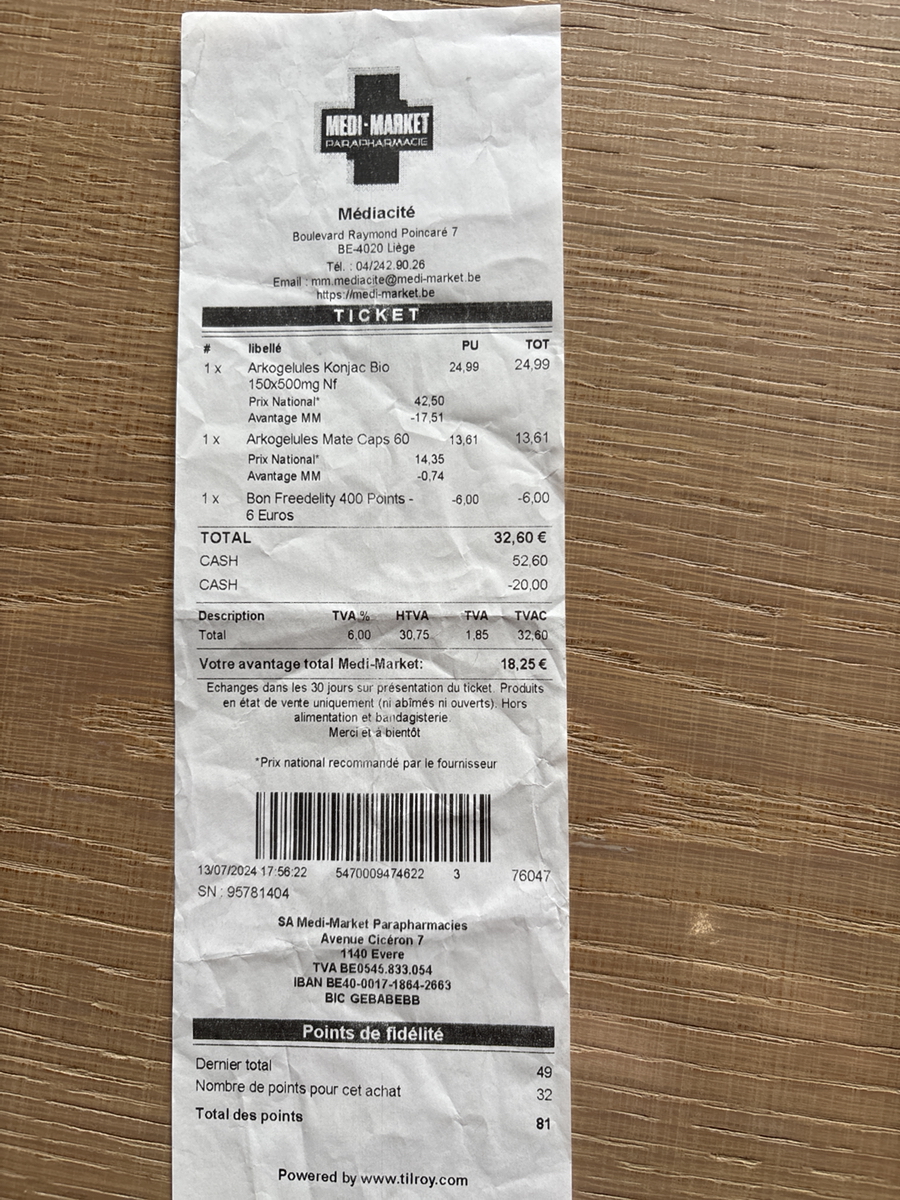 MEDI-MARKET
PARAPHARMACIE
Médiacité
Boulevard Raymond Poincaré 7
BE-4020 Liège
Tél. : 04/242.90.26
Email : mm.mediacite@medi-market.be
https://medi-market.be
TICKET
# libellé PU TOT
1 x Arkogelules Konjac Bio 24,99 24,99
150x500mg Nf
Prix National* 42,50
Avantage MM -17,51
1 x Arkogelules Mate Caps 60 13,61 13,61
Prix National* 14,35
Avantage MM -0,74
1 x Bon Freedelity 400 Points - -6,00 -6,00
6 Euros
TOTAL 32,60 €
CASH 52,60
CASH -20,00
Description TVA % HTVA TVA TVAC
Total 6,00 30,75 1,85 32,60
Votre avantage total Medi-Market: 18,25 €
Echanges dans les 30 jours sur présentation du ticket. Produits
en état de vente uniquement (ni abîmés ni ouverts). Hors
alimentation et bandagisterie.
Merci et à bientôt
*Prix national recommandé par le fournisseur
13/07/2024 17:56:22 5470009474622 3 76047
SN : 95781404
SA Medi-Market Parapharmacies
Avenue Cicéron 7
1140 Evere
TVA BE0545.833.054
IBAN BE40-0017-1864-2663
BIC GEBABEBB
Points de fidélité
Dernier total 49
Nombre de points pour cet achat 32
Total des points 81
Powered by www.tilroy.com